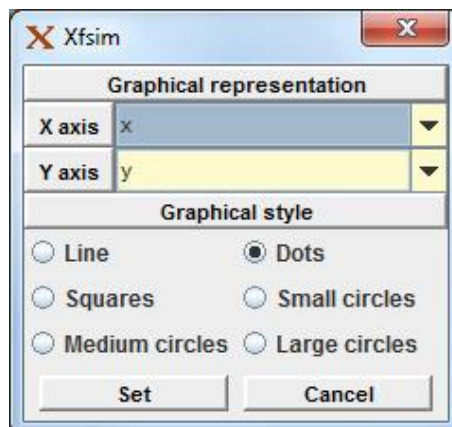 Xfsim
Graphical representation
X axis x
Y axis y
Graphical style
Line Dots
Squares Small circles
Medium circles Large circles
Set Cancel